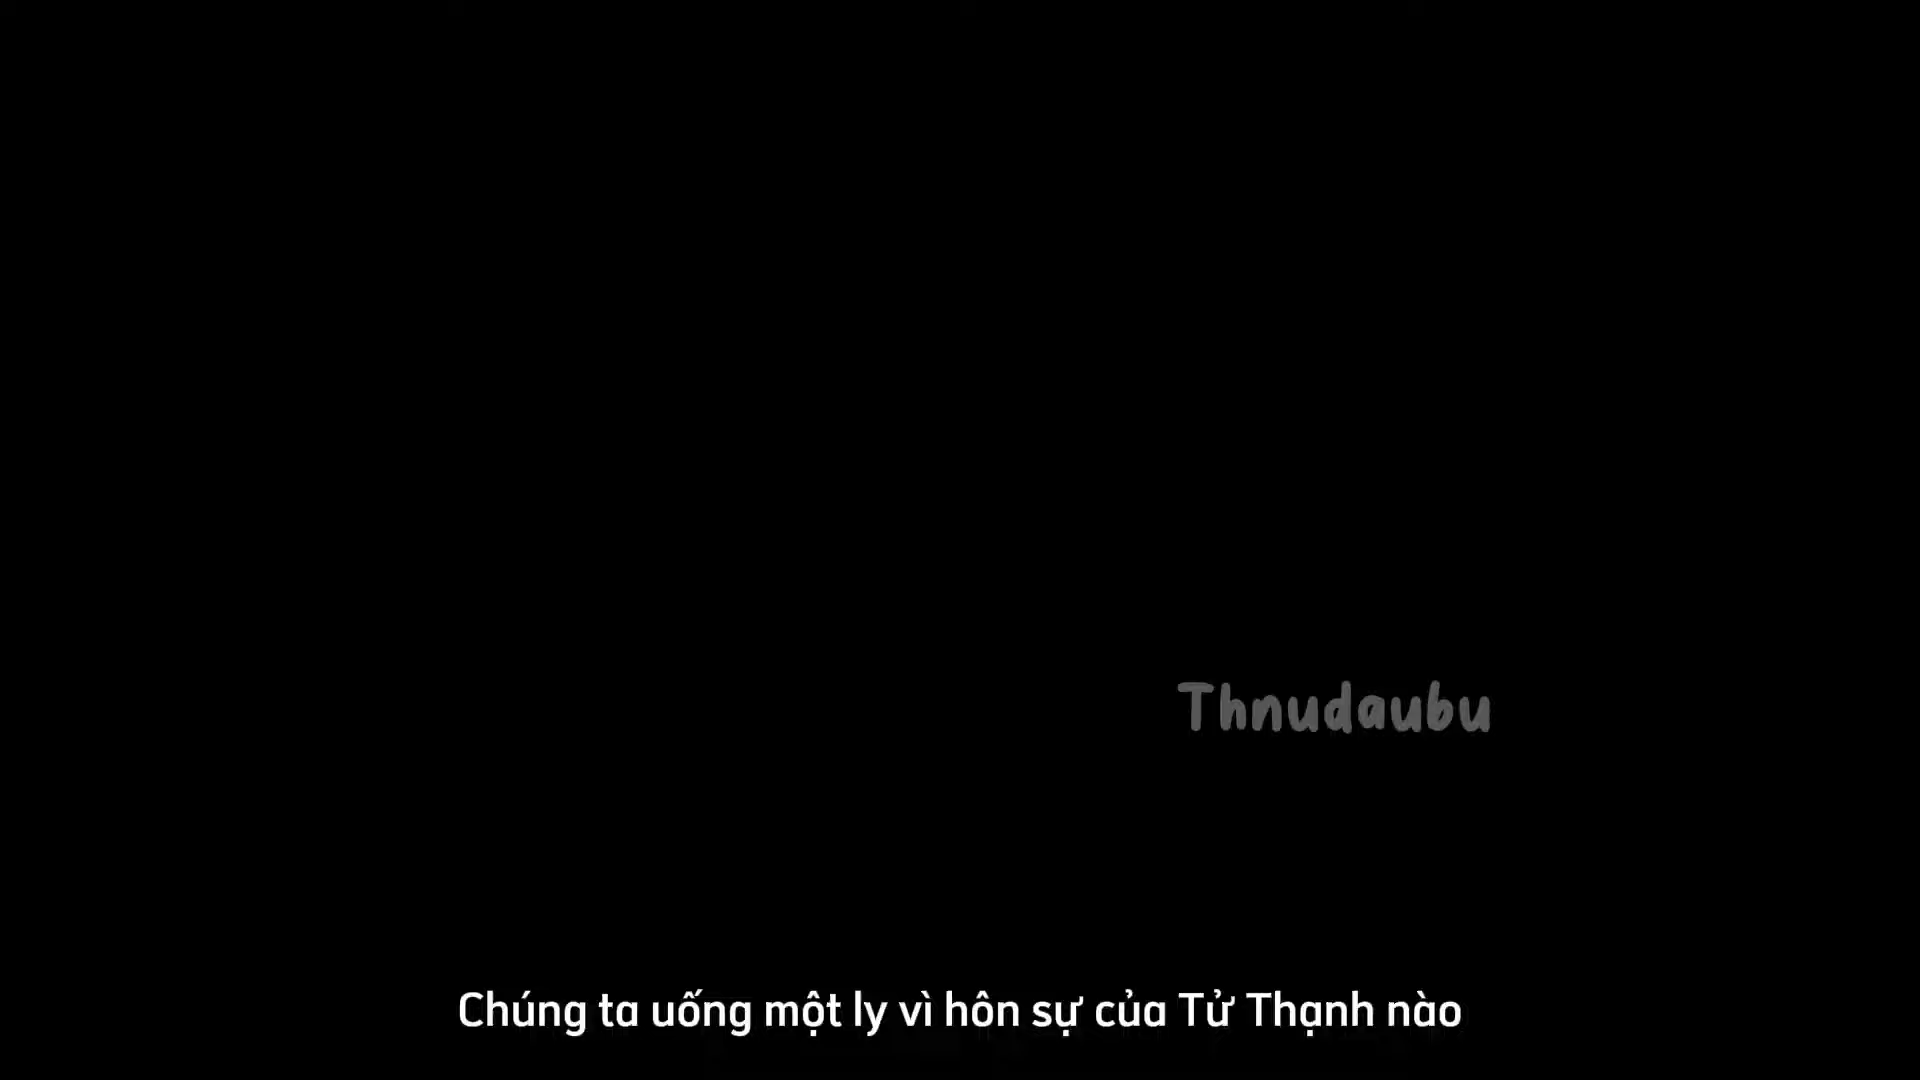 Thnudaubu
Chúng ta uống một ly vì hôn sự của Tử Thạnh nào